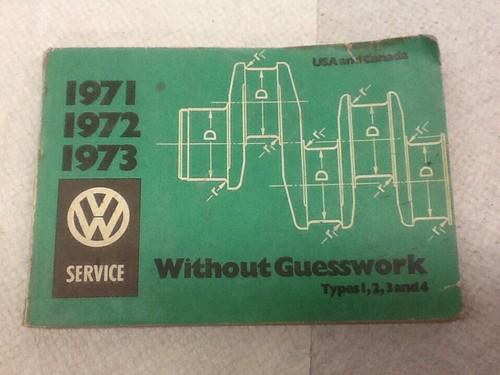 USA and Canada
1971
1972
1973
D
D
D
D
D
VW
SERVICE
Without Guesswork
Types 1, 2, 3 and 4